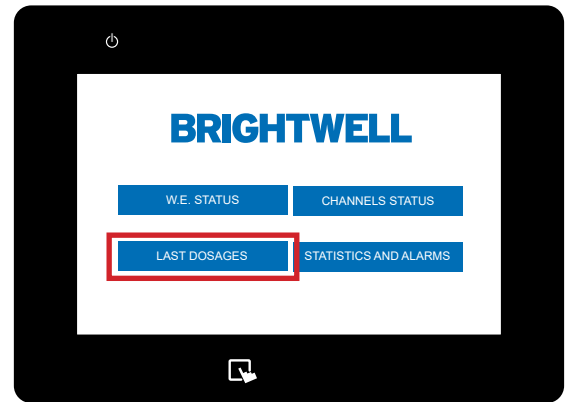 BRIGHTWELL
W.E. STATUS
CHANNELS STATUS
LAST DOSAGES
STATISTICS AND ALARMS